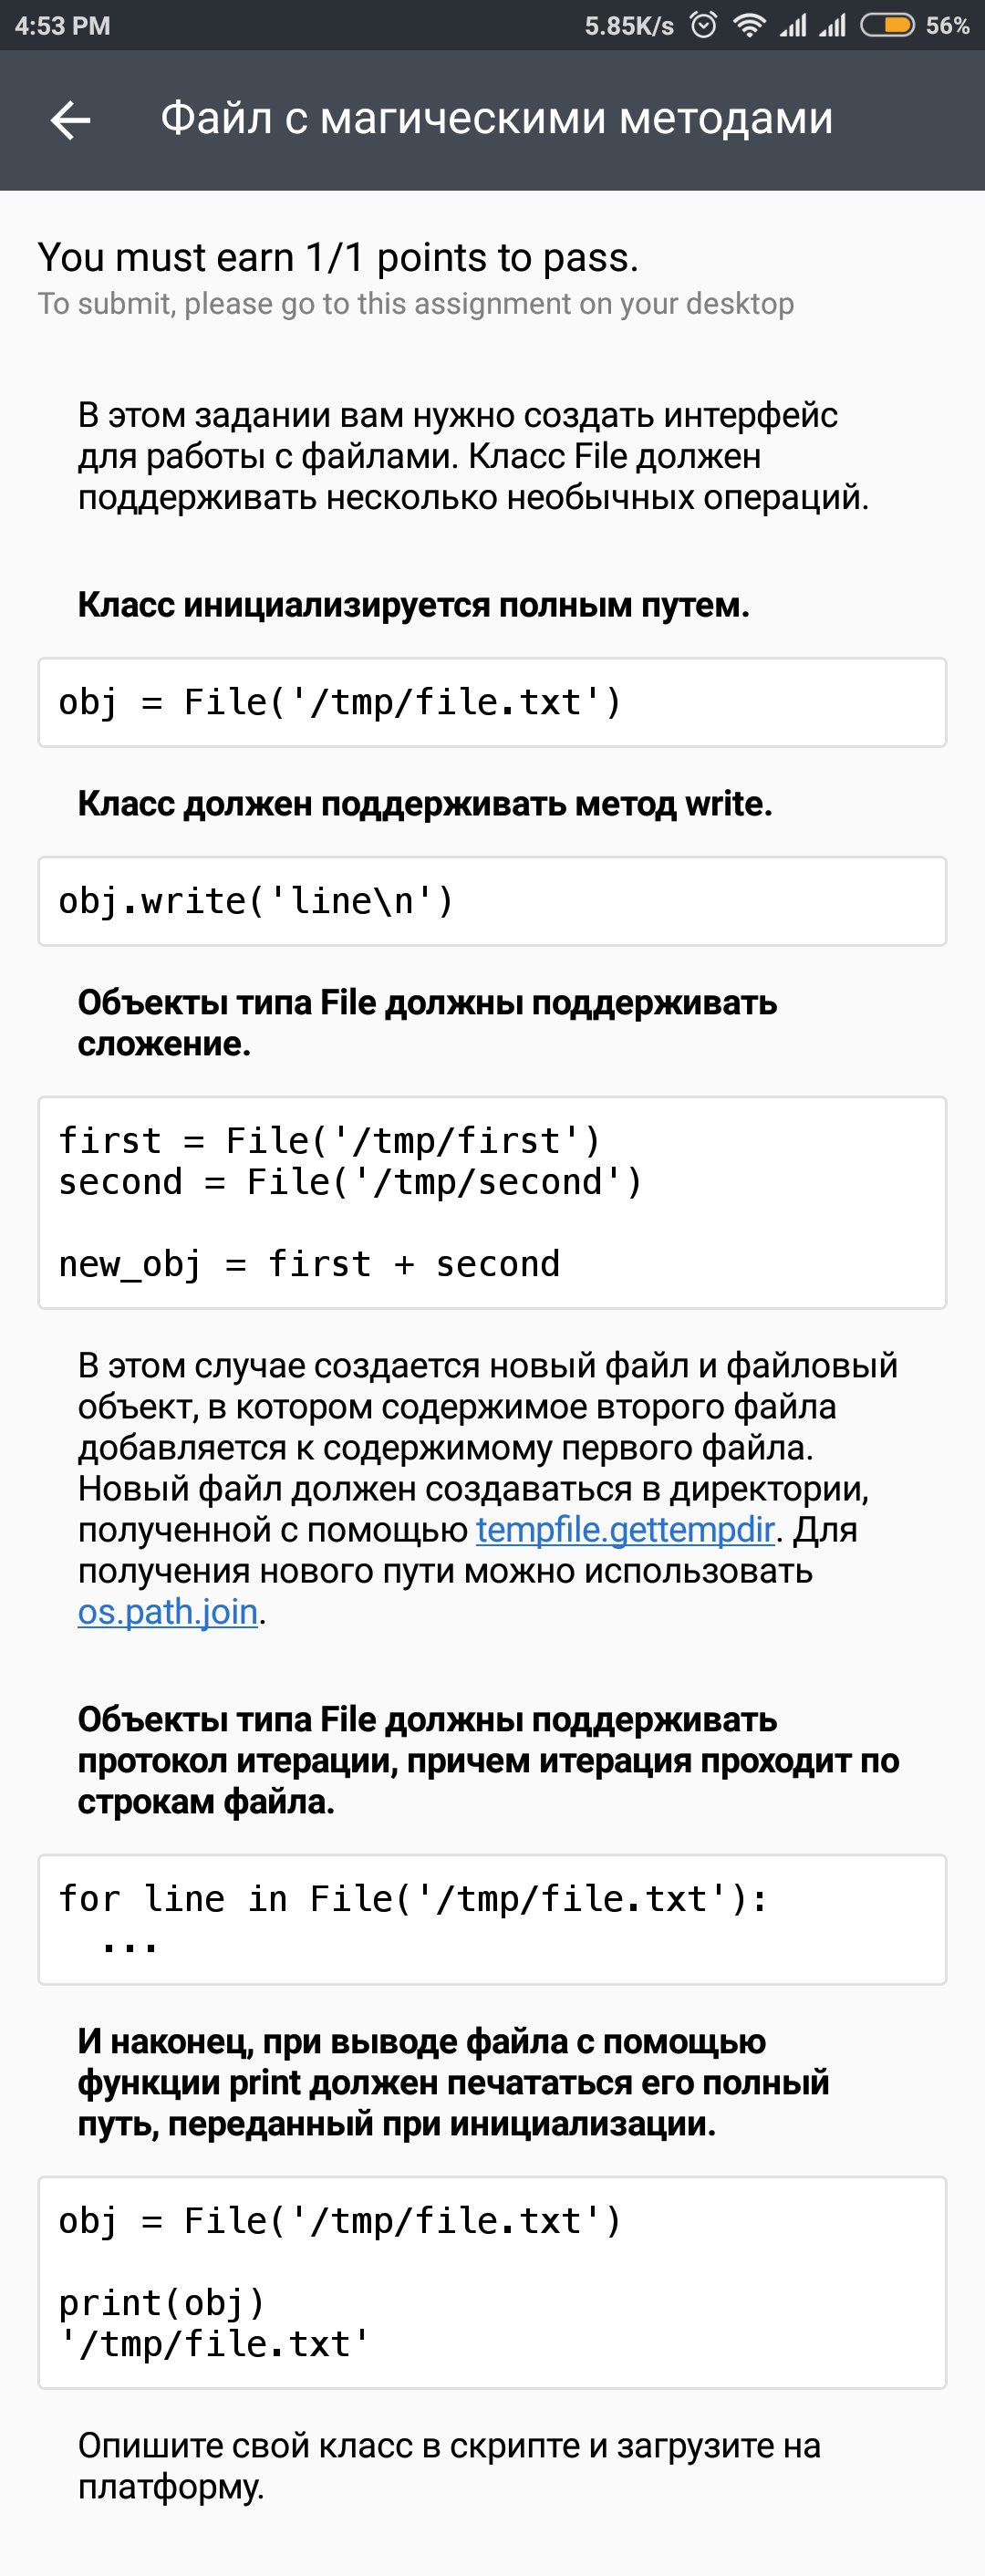 4:53 PM 5.85K/s 56%
Файл с магическими методами
You must earn 1/1 points to pass.
To submit, please go to this assignment on your desktop
В этом задании вам нужно создать интерфейс
для работы с файлами. Класс File должен
поддерживать несколько необычных операций.
Класс инициализируется полным путем.
obj = File('/tmp/file.txt')
Класс должен поддерживать метод write.
obj.write('line\n')
Объекты типа File должны поддерживать
сложение.
first = File('/tmp/first')
second = File('/tmp/second')
new_obj = first + second
В этом случае создается новый файл и файловый
объект, в котором содержимое второго файла
добавляется к содержимому первого файла.
Новый файл должен создаваться в директории,
полученной с помощью tempfile.gettempdir. Для
получения нового пути можно использовать
os.path.join.
Объекты типа File должны поддерживать
протокол итерации, причем итерация проходит по
строкам файла.
for line in File('/tmp/file.txt'):
...
И наконец, при выводе файла с помощью
функции print должен печататься его полный
путь, переданный при инициализации.
obj = File('/tmp/file.txt')
print(obj)
'/tmp/file.txt'
Опишите свой класс в скрипте и загрузите на
платформу.